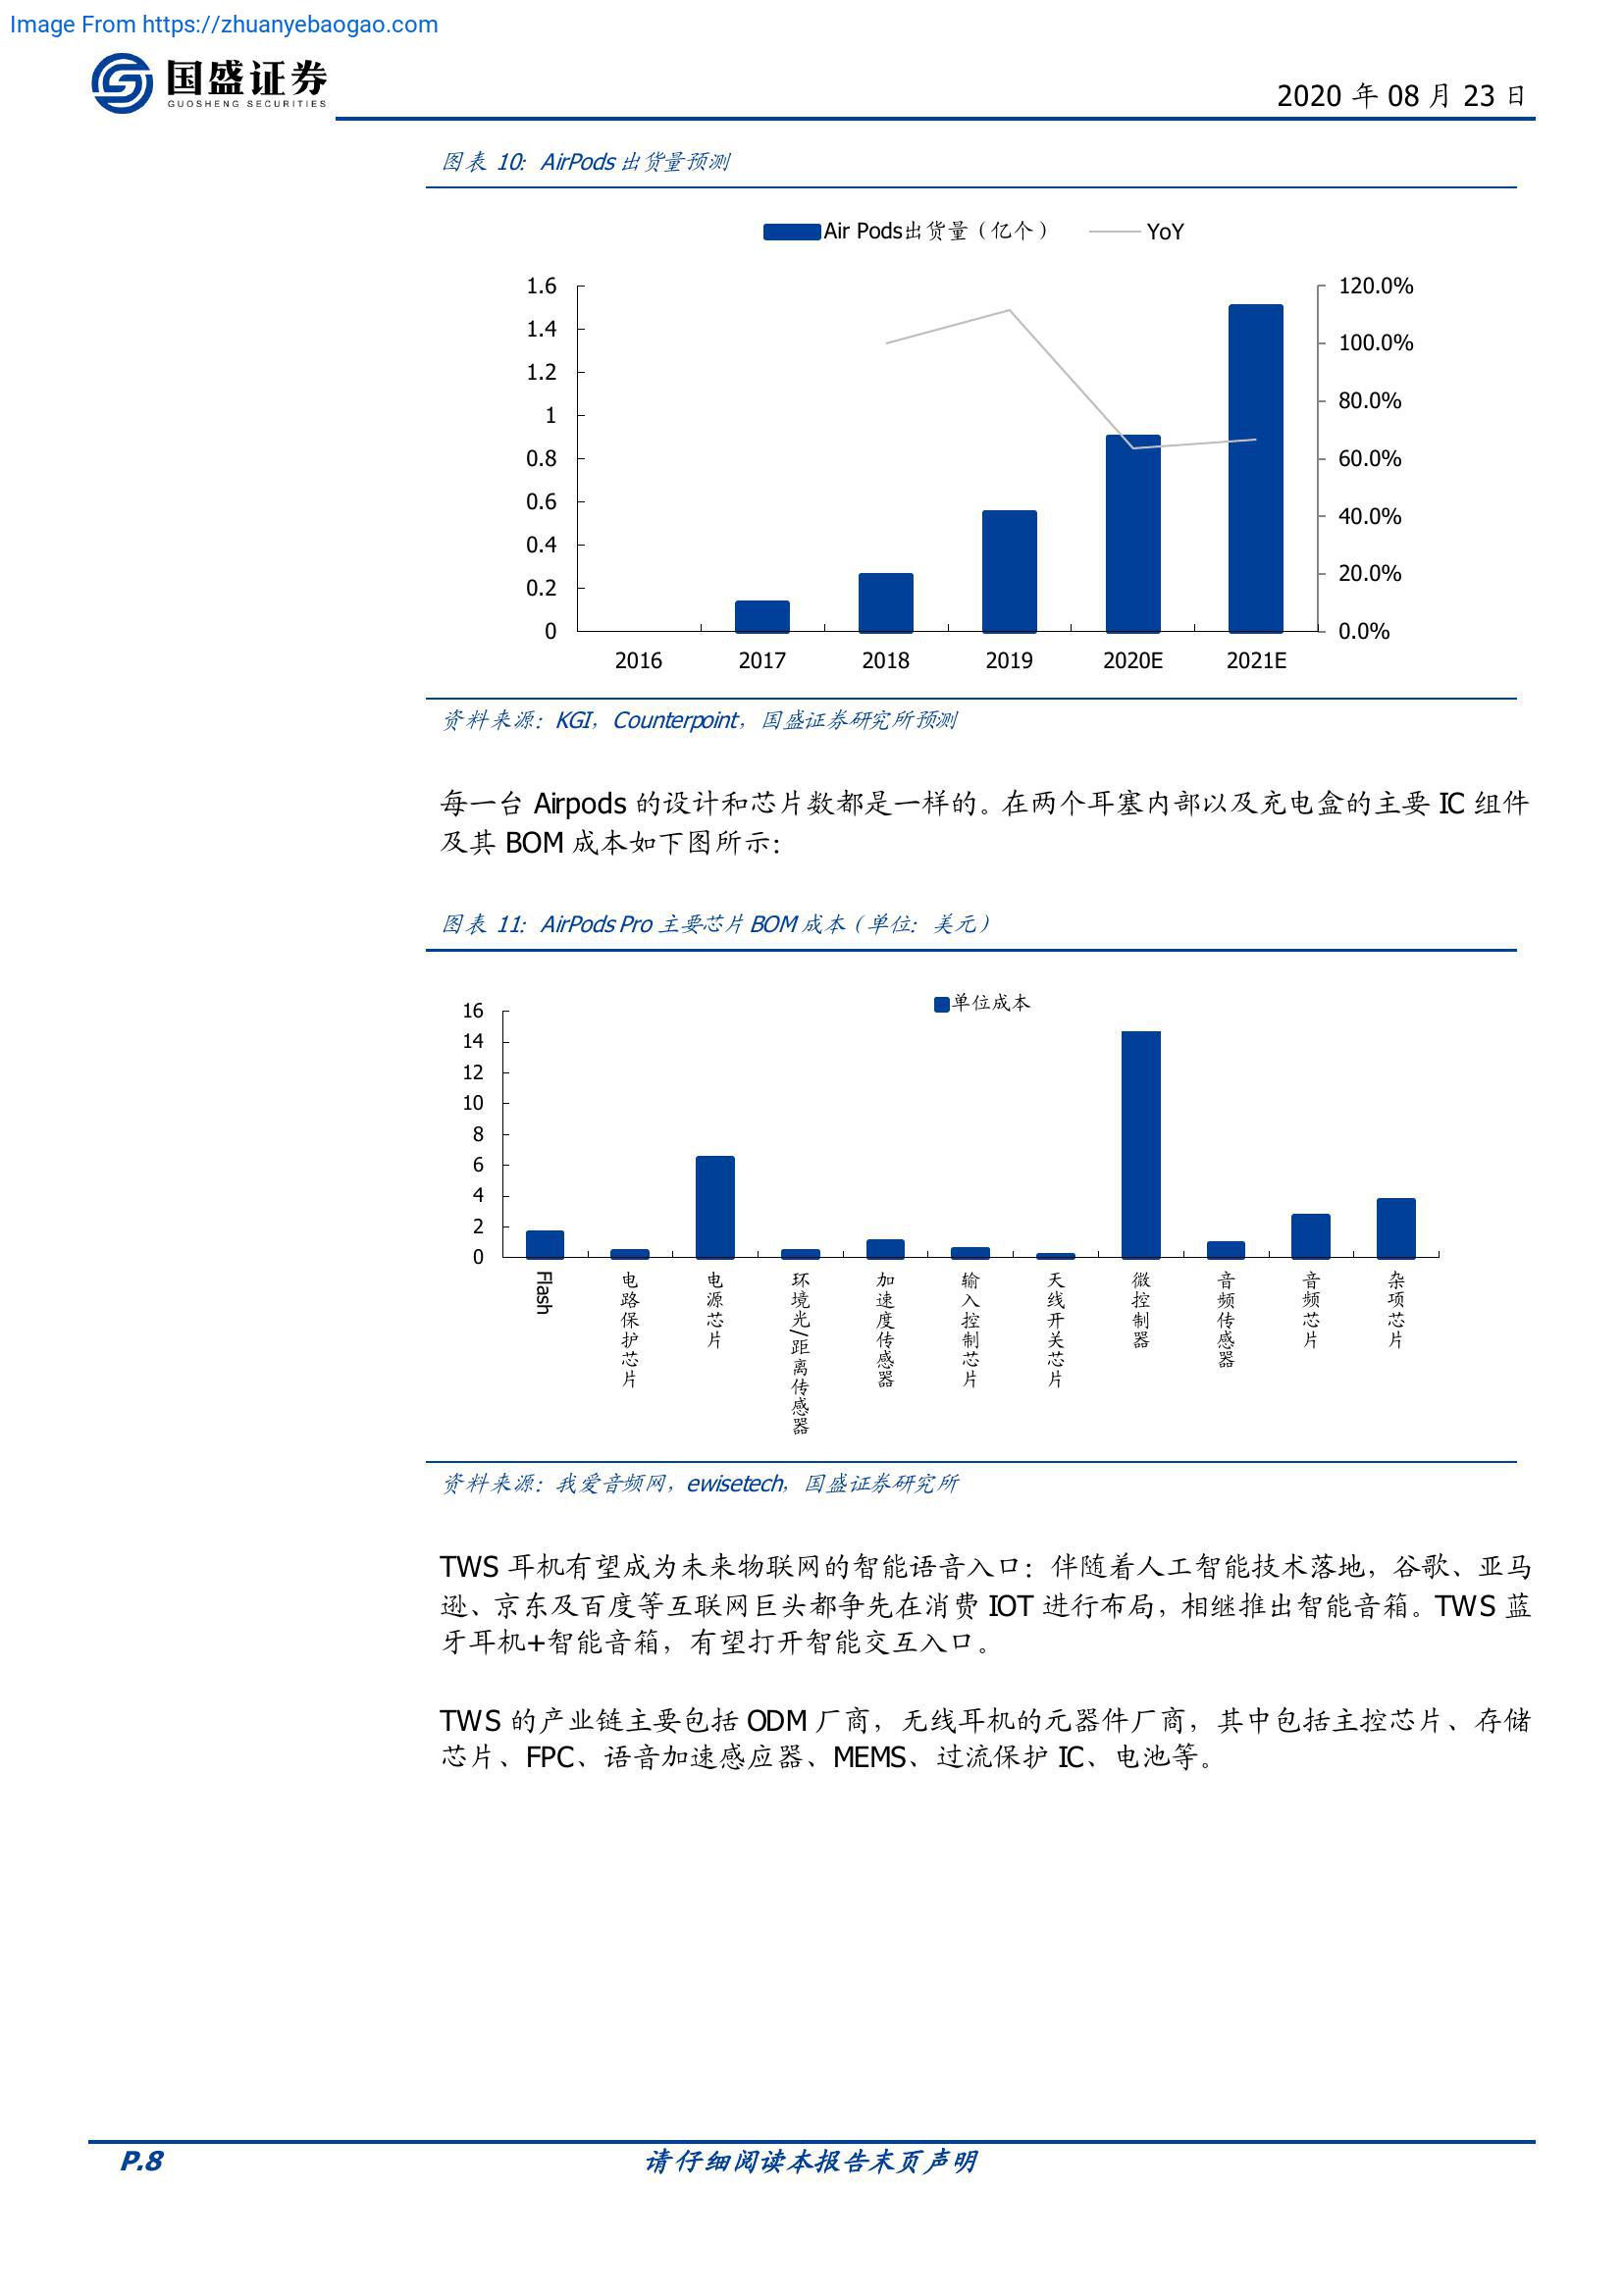 Image From https://zhuanyebaogao.com
国盛证券
GUOSHENG SECURITIES
2020 年 08 月 23 日
图表 10：AirPods 出货量预测
Air Pods出货量（亿个） YoY
1.6 120.0%
1.4 100.0%
1.2 80.0%
1 60.0%
0.8 40.0%
0.6 20.0%
0.4 0.0%
0.2
0
2016 2017 2018 2019 2020E 2021E
资料来源：KGI，Counterpoint，国盛证券研究所预测
每一台 Airpods 的设计和芯片数都是一样的。在两个耳塞内部以及充电盒的主要 IC 组件
及其 BOM 成本如下图所示：
图表 11：AirPods Pro 主要芯片 BOM 成本（单位：美元）
单位成本
16
14
12
10
8
6
4
2
0
Flash
电路保护芯片
电源芯片
环境光/距离传感器
加速度传感器
输入控制芯片
天线开关芯片
微控制器
音频传感器
音频芯片
杂项芯片
资料来源：我爱音频网，ewisetech，国盛证券研究所
TWS 耳机有望成为未来物联网的智能语音入口：伴随着人工智能技术落地，谷歌、亚马
逊、京东及百度等互联网巨头都争先在消费 IOT 进行布局，相继推出智能音箱。TWS 蓝
牙耳机+智能音箱，有望打开智能交互入口。
TWS 的产业链主要包括 ODM 厂商，无线耳机的元器件厂商，其中包括主控芯片、存储
芯片、FPC、语音加速感应器、MEMS、过流保护 IC、电池等。
P.8 请仔细阅读本报告末页声明